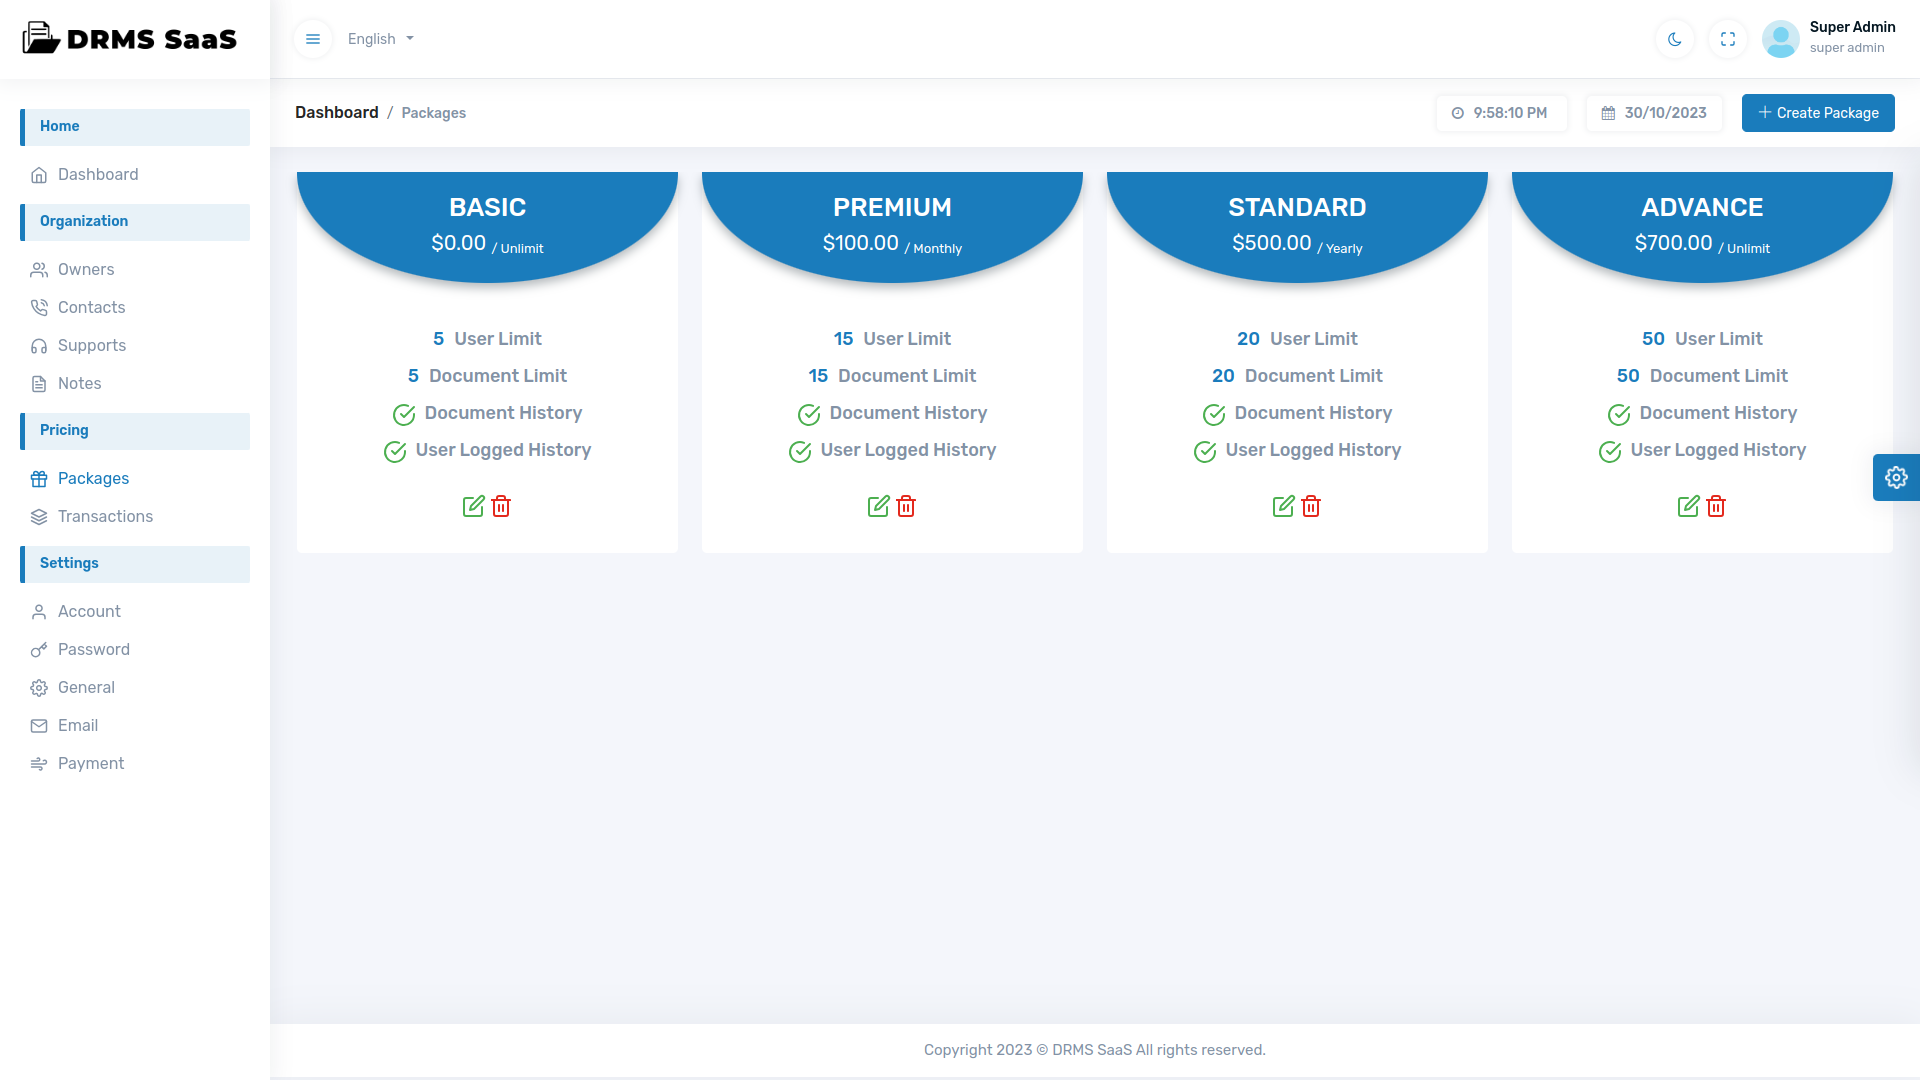 DRMS SaaS
English
Super Admin
super admin
Home
Dashboard
Organization
Owners
Contacts
Supports
Notes
Pricing
Packages
Transactions
Settings
Account
Password
General
Email
Payment
Dashboard / Packages
9:58:10 PM
30/10/2023
Create Package
BASIC
$0.00 / Unlimit
5 User Limit
5 Document Limit
Document History
User Logged History
PREMIUM
$100.00 / Monthly
15 User Limit
15 Document Limit
Document History
User Logged History
STANDARD
$500.00 / Yearly
20 User Limit
20 Document Limit
Document History
User Logged History
ADVANCE
$700.00 / Unlimit
50 User Limit
50 Document Limit
Document History
User Logged History
Copyright 2023 © DRMS SaaS All rights reserved.